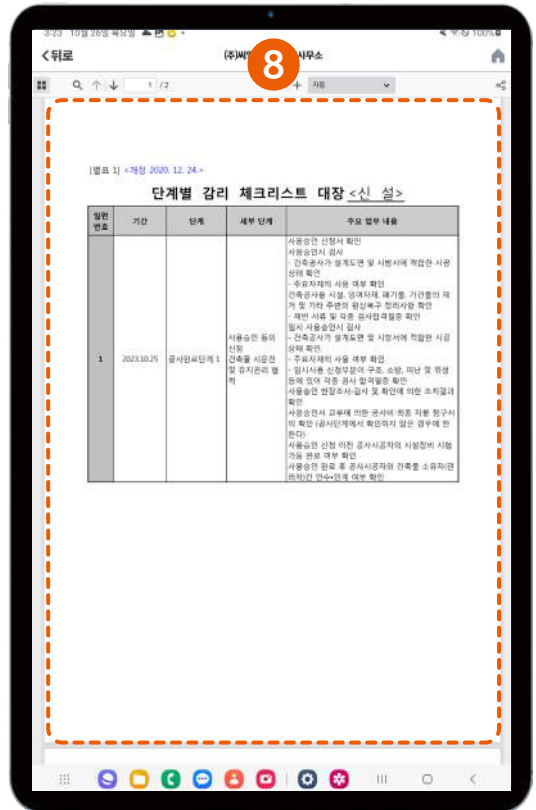 3:23 10월 26일 목요일
100%
뒤로
(주)씨
사무소
8
1 /2
+ 자동
[별표 1] <개정 2020. 12. 24.>
단계별 감리 체크리스트 대장 <신 설>
일련번호 기간 단계 세부 단계 주요 업무 내용
1 2023.10.25 공사완료단계 1
사용승인 등의
신청
건축물 시운전
및 유지관리 협
력
사용승인 신청서 확인
사용승인시 검사
- 건축공사가 설계도면 및 시방서에 적합한 시공
상태 확인
- 주요자재의 사용 여부 확인
건축공사용 시설, 잉여자재, 폐기물, 가건물의 제
거 및 기타 주변의 원상복구 정리사항 확인
- 제반 서류 및 각종 검사합격필증 확인
임시 사용승인시 검사
- 건축공사가 설계도면 및 시방서에 적합한 시공
상태 확인.
- 주요자재의 사용 여부 확인
- 임시사용 신청부분이 구조, 소방, 피난 및 위생
등에 있어 각종 검사 합격필증 확인
사용승인 현장조사·검사 및 확인에 의한 조치결과
확인
사용승인서 교부에 의한 공사비 최종 지불 청구서
의 확인 (공사단계에서 확인하지 않은 경우에 한
한다)
사용승인 신청 이전 공사시공자의 시설장비 시험
가동 완료 여부 확인
사용승인 완료 후 공사시공자와 건축물 소유자(관
리자)간 인수•인계 여부 확인